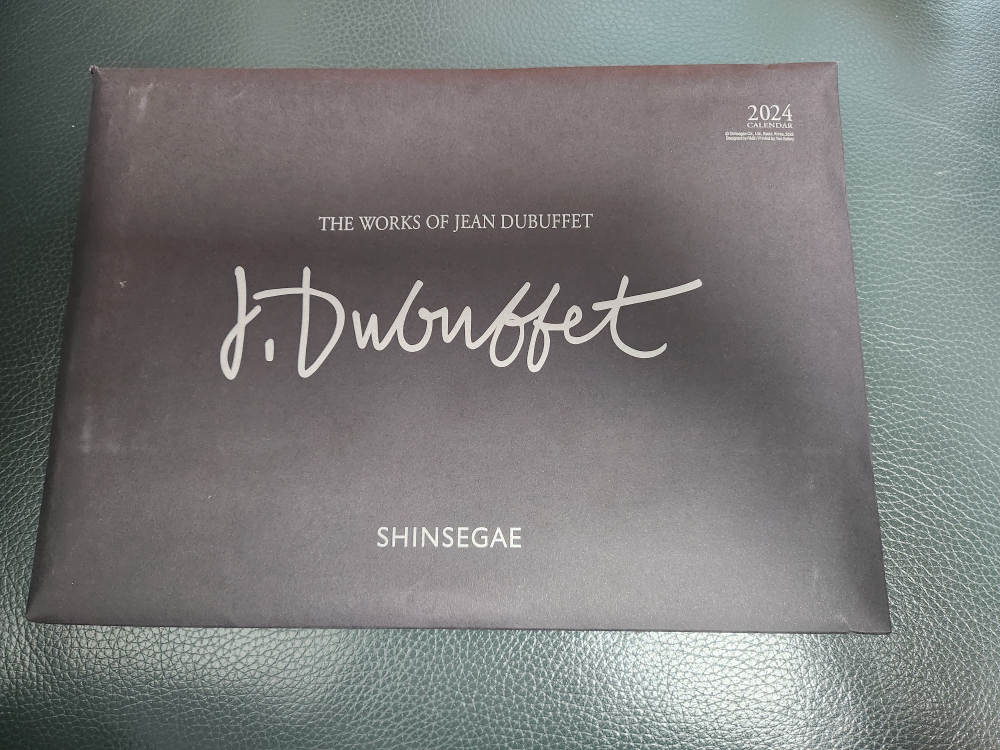 2024
CALENDAR
THE WORKS OF JEAN DUBUFFET
J. Dubuffet
SHINSEGAE